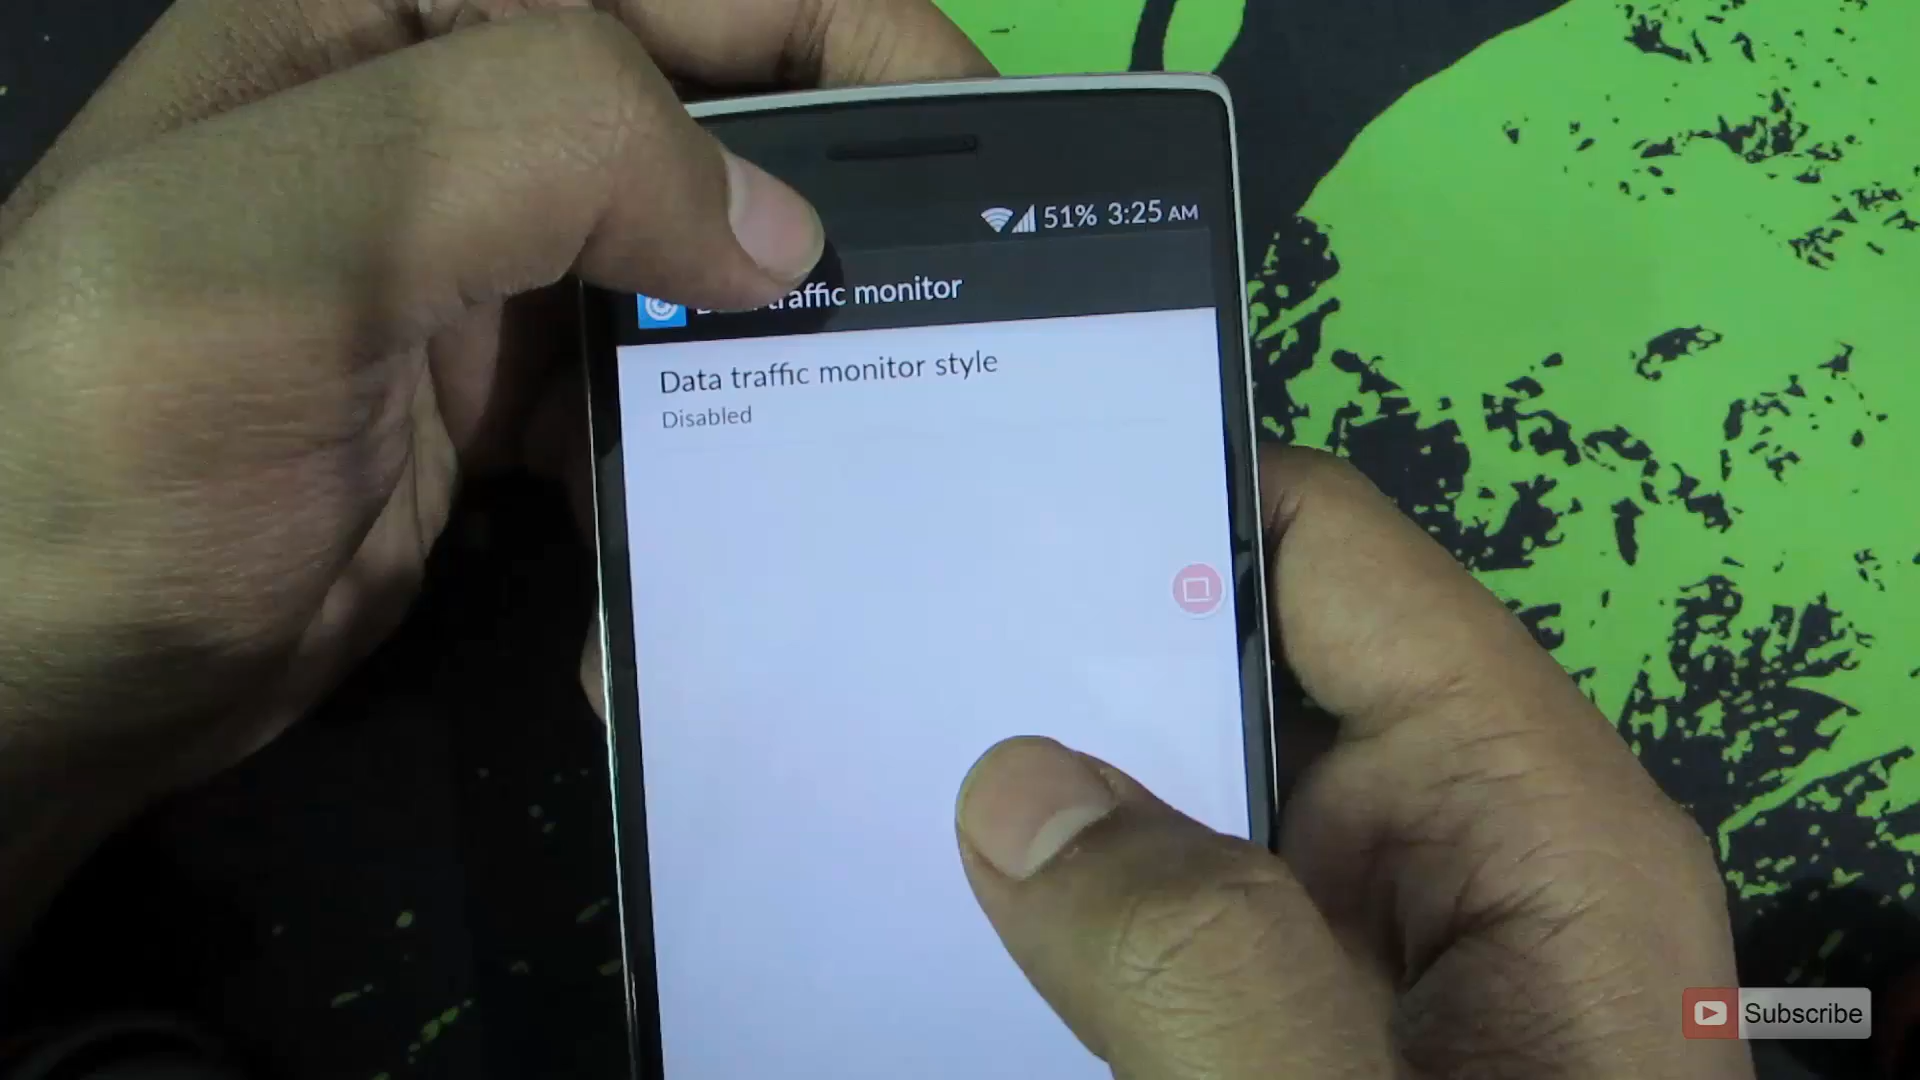 51% 3:25 AM
traffic monitor
Data traffic monitor style
Disabled
Subscribe